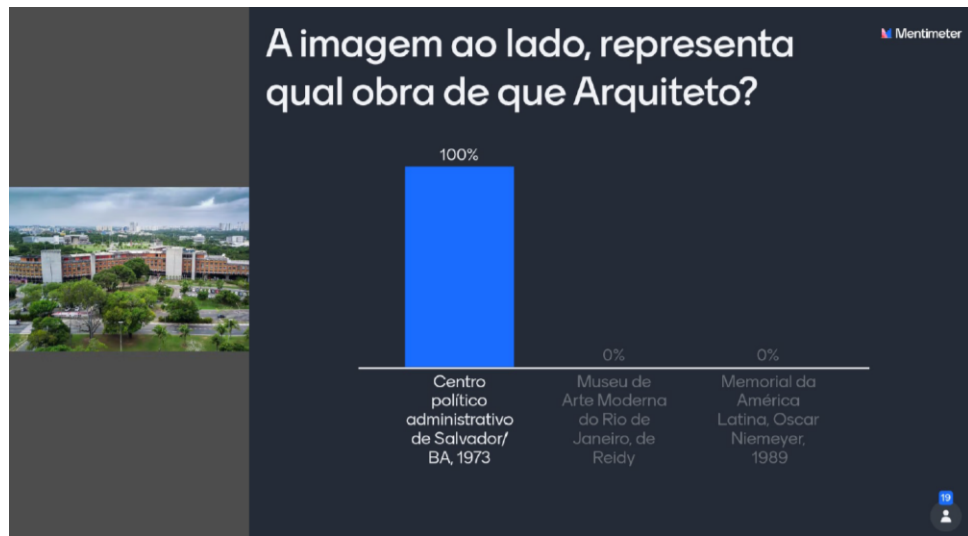 A imagem ao lado, representa
qual obra de que Arquiteto?
Mentimeter
100%
0%
0%
Centro
político
administrativo
de Salvador/
BA, 1973
Museu de
Arte Moderna
do Rio de
Janeiro, de
Reidy
Memorial da
América
Latina, Oscar
Niemeyer,
1989
19